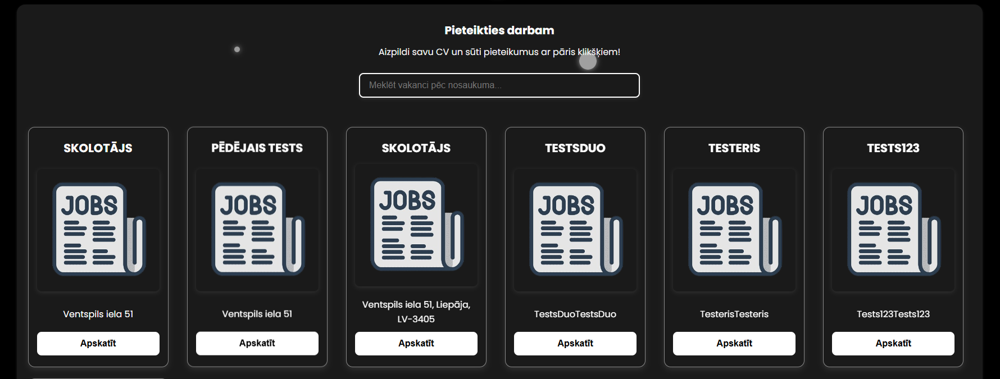 Pieteikties darbam
Aizpildi savu CV un sūti pieteikumus ar pāris klikšķiem!
Meklēt vakanci pēc nosaukuma...
SKOLOTĀJS
JOBS
Ventspils iela 51
Apskatīt
PĒDĒJAIS TESTS
JOBS
Ventspils iela 51
Apskatīt
SKOLOTĀJS
JOBS
Ventspils iela 51, Liepāja,
LV-3405
Apskatīt
TESTSDUO
JOBS
TestsDuoTestsDuo
Apskatīt
TESTERIS
JOBS
TesterisTesteris
Apskatīt
TESTS123
JOBS
Tests123Tests123
Apskatīt